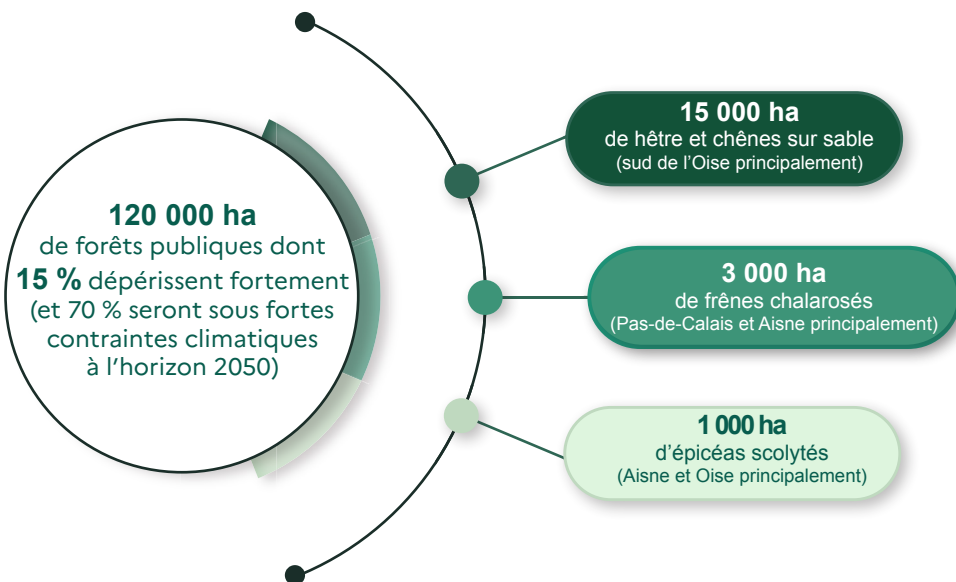 120 000 ha
de forêts publiques dont
15 % dépérissent fortement
(et 70 % seront sous fortes
contraintes climatiques
à l’horizon 2050)
15 000 ha
de hêtre et chênes sur sable
(sud de l’Oise principalement)
3 000 ha
de frênes chalarosés
(Pas-de-Calais et Aisne principalement)
1 000 ha
d’épicéas scolytés
(Aisne et Oise principalement)